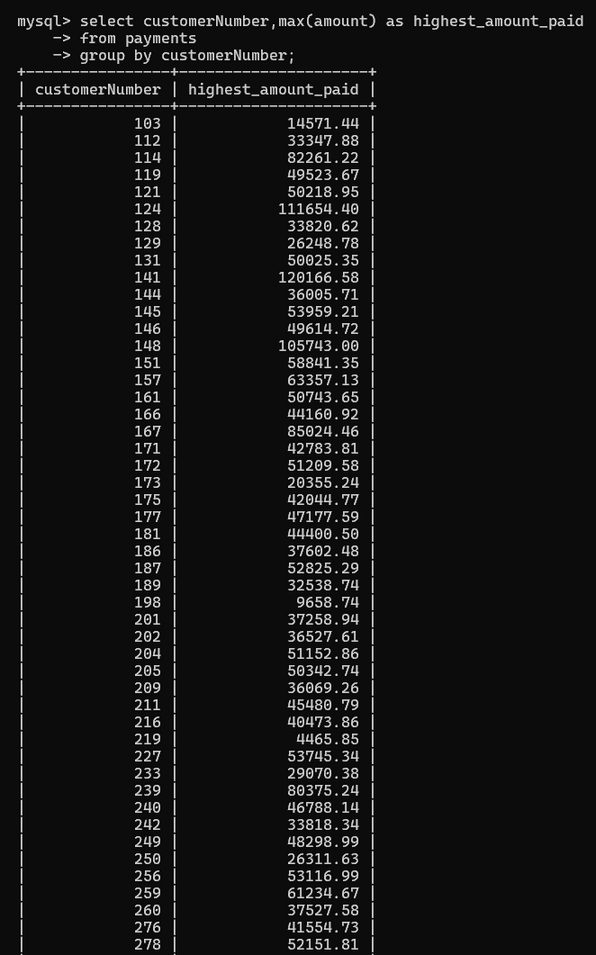 mysql> select customerNumber,max(amount) as highest_amount_paid
    -> from payments
    -> group by customerNumber;
+----------------+---------------------+
| customerNumber | highest_amount_paid |
+----------------+---------------------+
|            103 |            14571.44 |
|            112 |            33347.88 |
|            114 |            82261.22 |
|            119 |            49523.67 |
|            121 |            50218.95 |
|            124 |           111654.40 |
|            128 |            33820.62 |
|            129 |            26248.78 |
|            131 |            50025.35 |
|            141 |           120166.58 |
|            144 |            36005.71 |
|            145 |            53959.21 |
|            146 |            49614.72 |
|            148 |           105743.00 |
|            151 |            58841.35 |
|            157 |            63357.13 |
|            161 |            50743.65 |
|            166 |            44160.92 |
|            167 |            85024.46 |
|            171 |            42783.81 |
|            172 |            51209.58 |
|            173 |            20355.24 |
|            175 |            42044.77 |
|            177 |            47177.59 |
|            181 |            44400.50 |
|            186 |            37602.48 |
|            187 |            52825.29 |
|            189 |            32538.74 |
|            198 |             9658.74 |
|            201 |            37258.94 |
|            202 |            36527.61 |
|            204 |            51152.86 |
|            205 |            50342.74 |
|            209 |            36069.26 |
|            211 |            45480.79 |
|            216 |            40473.86 |
|            219 |             4465.85 |
|            227 |            53745.34 |
|            233 |            29070.38 |
|            239 |            80375.24 |
|            240 |            46788.14 |
|            242 |            33818.34 |
|            249 |            48298.99 |
|            250 |            26311.63 |
|            256 |            53116.99 |
|            259 |            61234.67 |
|            260 |            37527.58 |
|            276 |            41554.73 |
|            278 |            52151.81 |